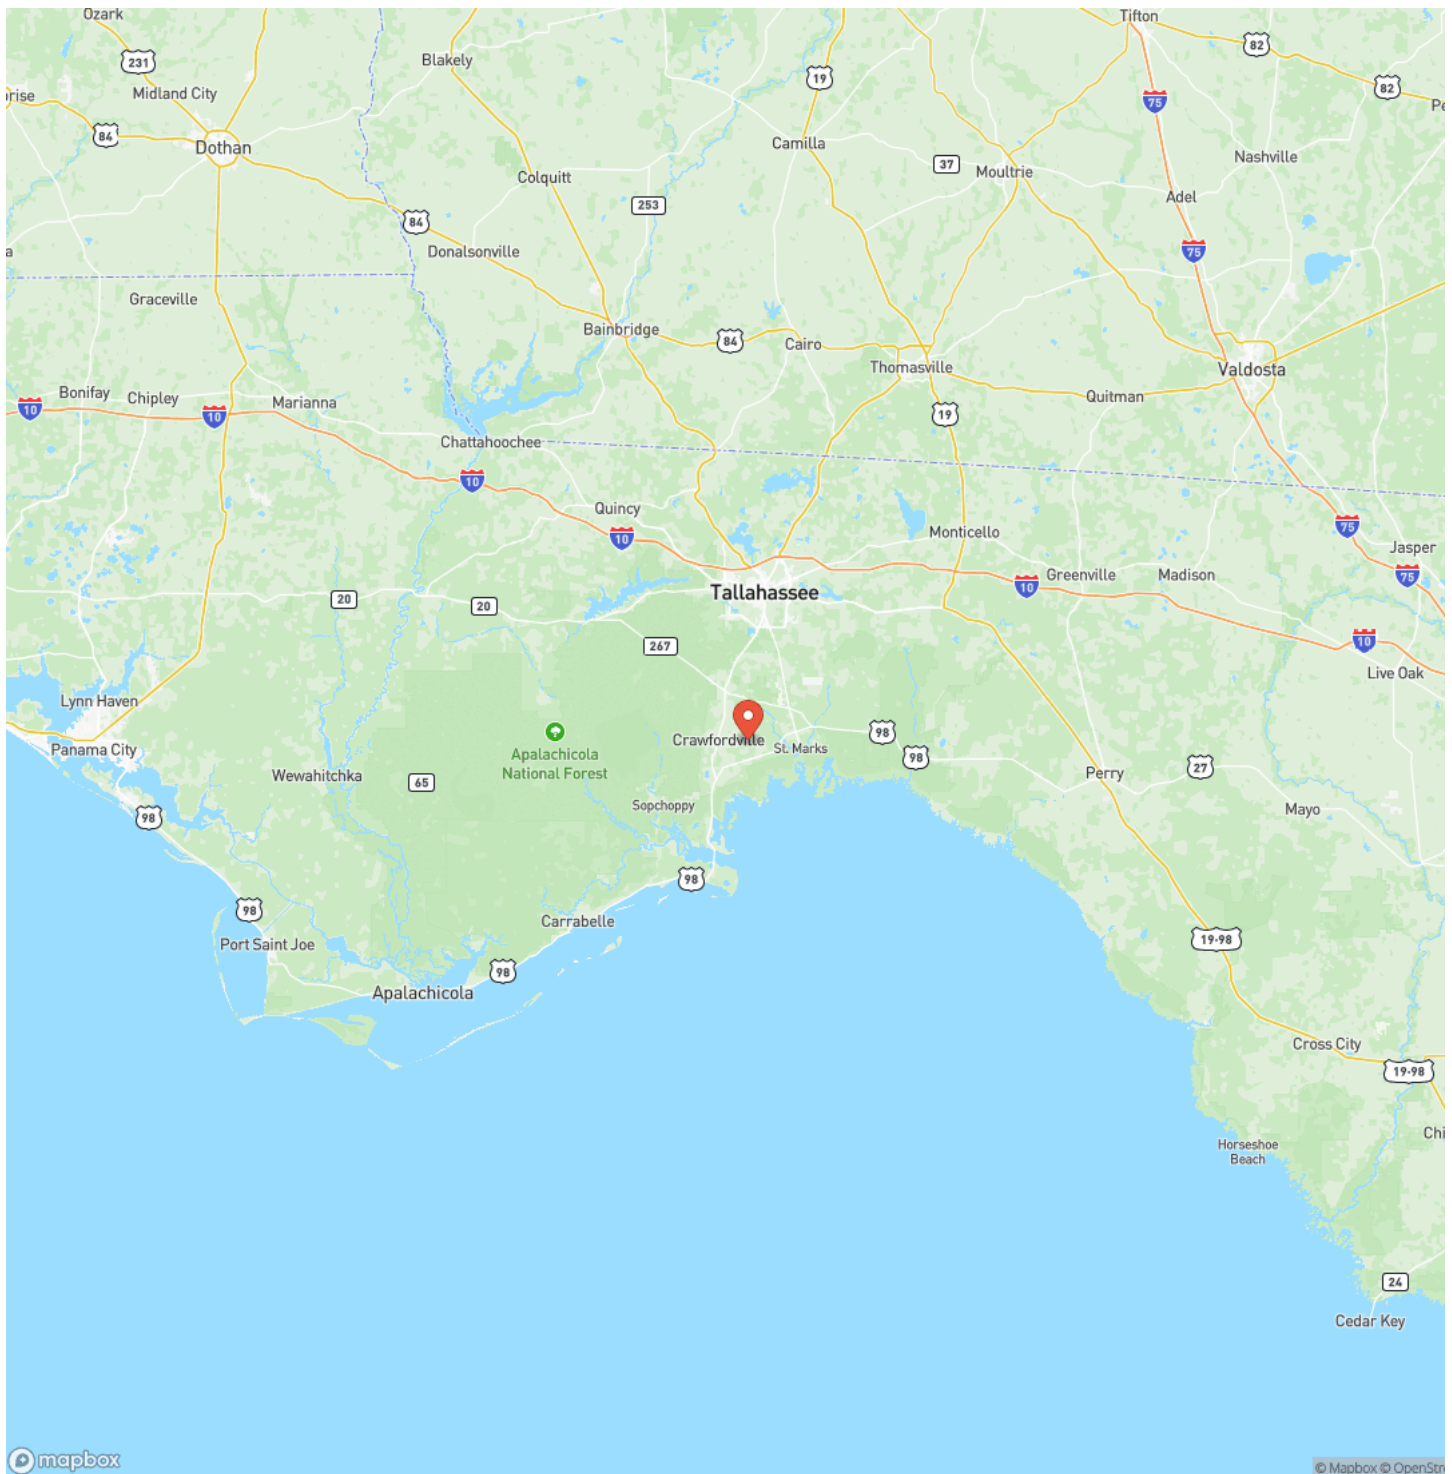 Ozark
Tifton
82
231
Blakely
19
82
Midland City
75
prise
84
Camilla
Dothan
37
Nashville
Moultrie
Colquitt
Adel
253
84
Donalsonville
75
Graceville
Bainbridge
84
Cairo
Thomasville
Valdosta
Bonifay
Chipley
Marianna
Quitman
10
10
19
Chattahoochee
10
Quincy
Monticello
75
10
Jasper
Greenville
Madison
75
10
Tallahassee
20
20
267
10
Live Oak
Lynn Haven
Crawfordville
St. Marks
98
Panama City
Apalachicola
National Forest
98
Wewahitchka
65
Perry
27
Sopchoppy
Mayo
98
98
98
Carrabelle
Port Saint Joe
19-98
98
Apalachicola
Cross City
19-98
Horseshoe
Beach
24
Cedar Key
mapbox
© Mapbox © OpenStr